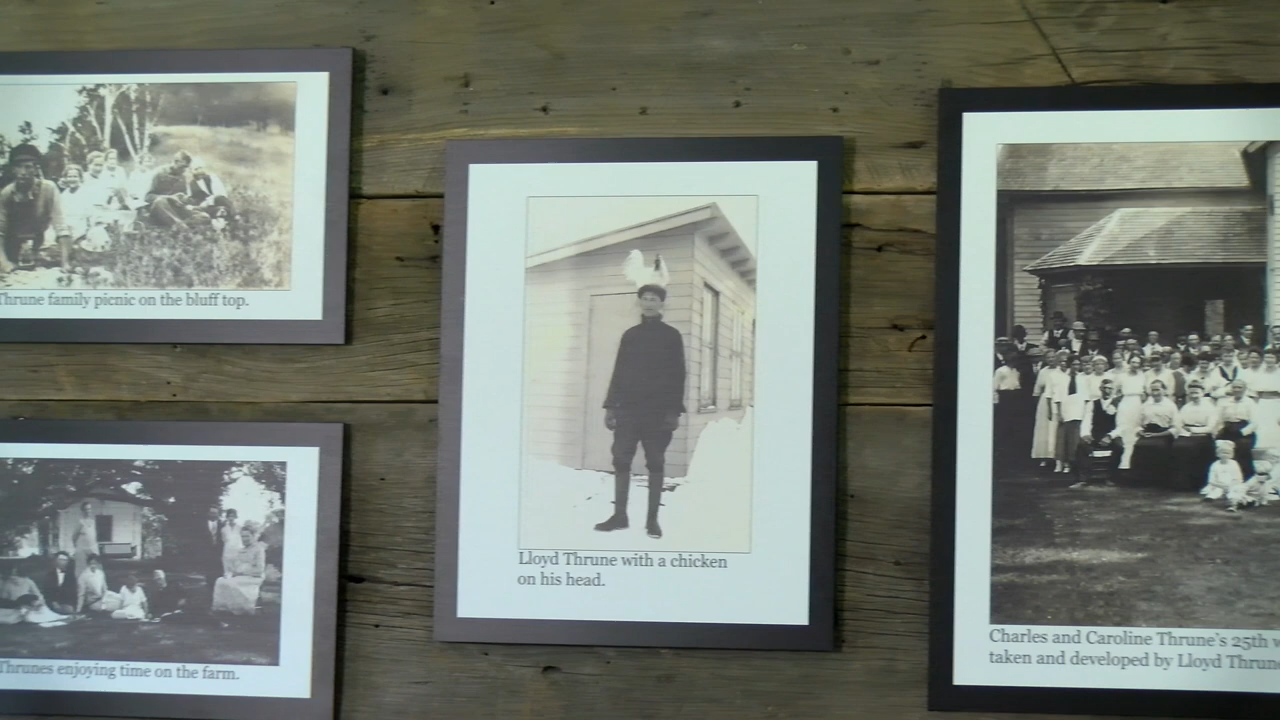 Thrune family picnic on the bluff top.
Thrunes enjoying time on the farm.
Lloyd Thrune with a chicken
on his head.
Charles and Caroline Thrune's 25th
taken and developed by Lloyd Thrune